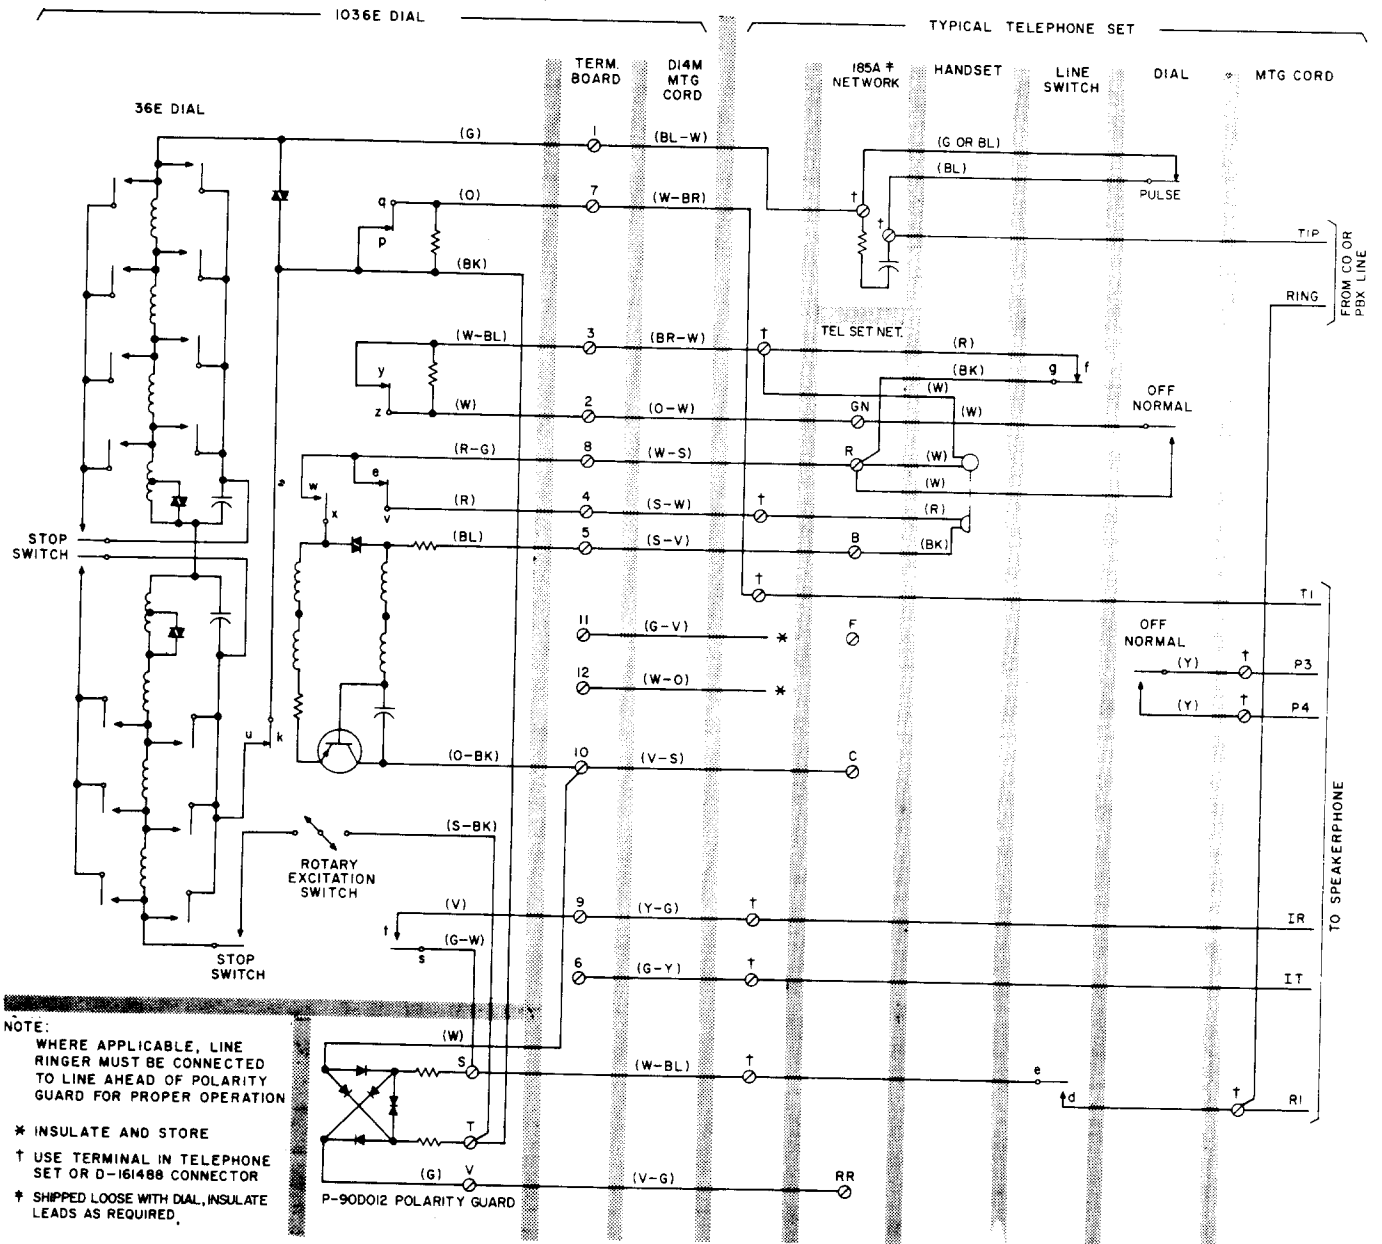 1036E DIAL
TYPICAL TELEPHONE SET
TERM.
BOARD
D14M
MTG
CORD
185A ‡
NETWORK
HANDSET
LINE
SWITCH
DIAL
MTG CORD
36E DIAL
(G)
1
(BL-W)
(G OR BL)
(BL)
PULSE
†
†
q
(O)
7
(W-BR)
p
(BK)
TIP
RING
FROM CO OR
PBX LINE
TEL SET NET.
(W-BL)
3
(BR-W)
†
(R)
y
(BK)
g
f
(W)
z
(W)
2
(O-W)
GN
(W)
OFF
NORMAL
(R-G)
8
(W-S)
R
(W)
w
e
(W)
x
v
(R)
4
(S-W)
†
(R)
STOP
SWITCH
(BL)
5
(S-V)
B
(BK)
†
T1
11
(G-V)
*
F
OFF
NORMAL
(Y)
†
P3
12
(W-O)
*
(Y)
†
P4
u
k
(O-BK)
10
(V-S)
C
(S-BK)
ROTARY
EXCITATION
SWITCH
TO SPEAKERPHONE
(V)
9
(Y-G)
†
IR
t
(G-W)
s
STOP
SWITCH
6
(G-Y)
†
IT
NOTE:
WHERE APPLICABLE, LINE
RINGER MUST BE CONNECTED
TO LINE AHEAD OF POLARITY
GUARD FOR PROPER OPERATION
* INSULATE AND STORE
† USE TERMINAL IN TELEPHONE
SET OR D-161488 CONNECTOR
‡ SHIPPED LOOSE WITH DIAL, INSULATE
LEADS AS REQUIRED.
(W)
S
(W-BL)
†
e
d
†
R1
T
(G)
V
(V-G)
RR
P-90D012 POLARITY GUARD